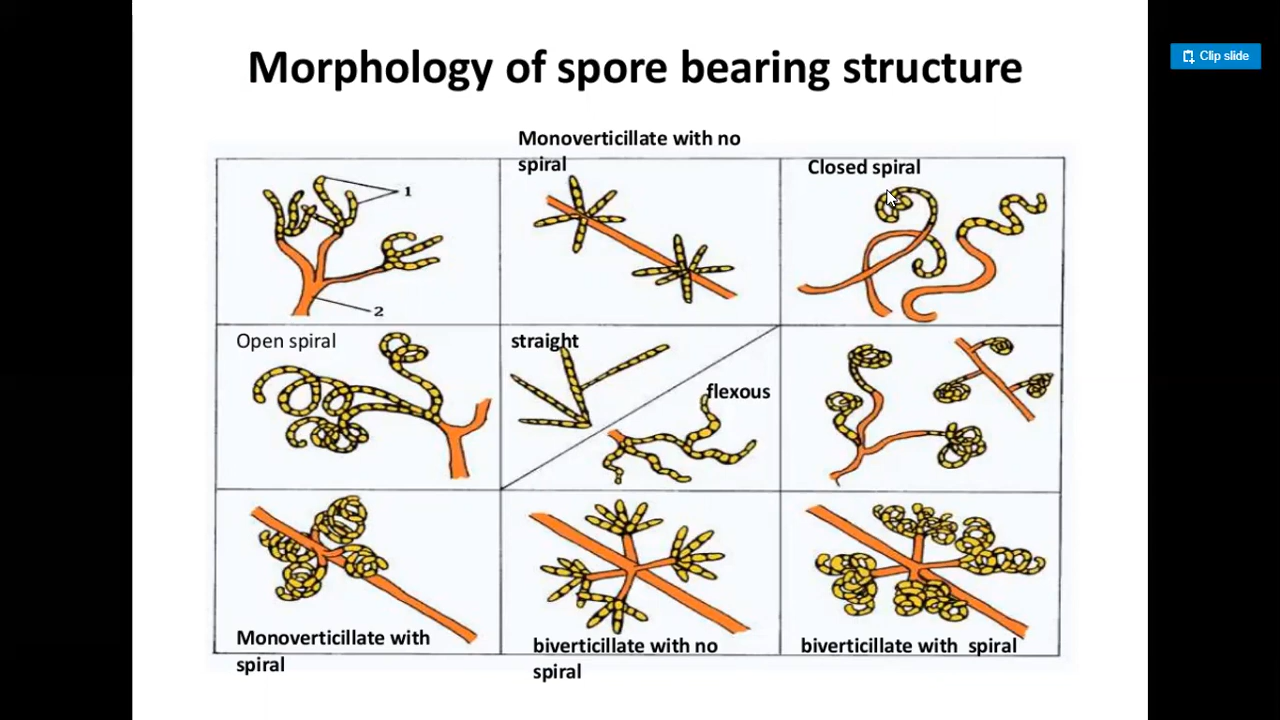 Clip slide
Morphology of spore bearing structure
Monoverticillate with no
spiral
Closed spiral
1
2
Open spiral
straight
flexous
Monoverticillate with
spiral
biverticillate with no
spiral
biverticillate with  spiral